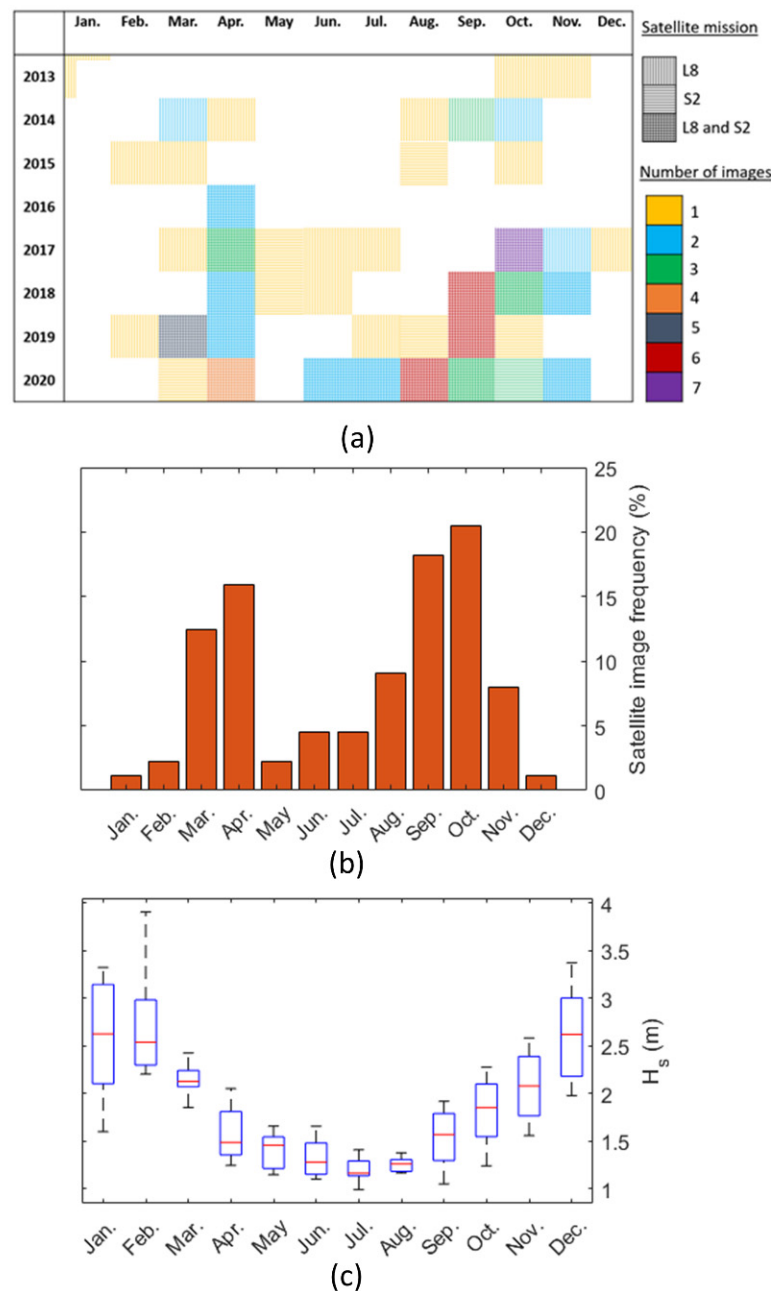 Jan. Feb. Mar. Apr. May Jun. Jul. Aug. Sep. Oct. Nov. Dec.
2013
2014
2015
2016
2017
2018
2019
2020
Satellite mission
L8
S2
L8 and S2
Number of images
1
2
3
4
5
6
7
(a)
25
20
15
10
5
0
Satellite image frequency (%)
Jan. Feb. Mar. Apr. May Jun. Jul. Aug. Sep. Oct. Nov. Dec.
(b)
4
3.5
3
2.5
2
1.5
1
Hs (m)
Jan. Feb. Mar. Apr. May Jun. Jul. Aug. Sep. Oct. Nov. Dec.
(c)